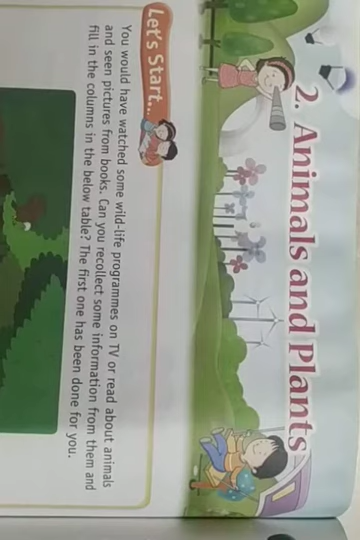 2. Animals and Plants
Let's Start...
You would have watched some wild-life programmes on TV or read about animals
and seen pictures from books. Can you recollect some information from them and
fill in the columns in the below table? The first one has been done for you.